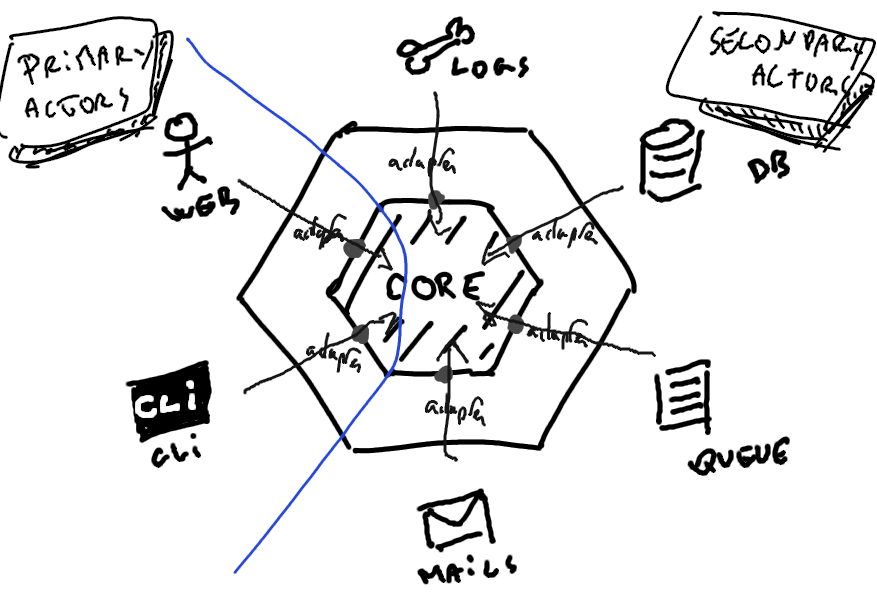 PRIMARY
ACTORS
LOGS
SECONDARY
ACTORS
WEB
DB
adapter
adapter
adapter
CORE
adapter
adapter
adapter
CLI
CLI
QUEUE
MAILS